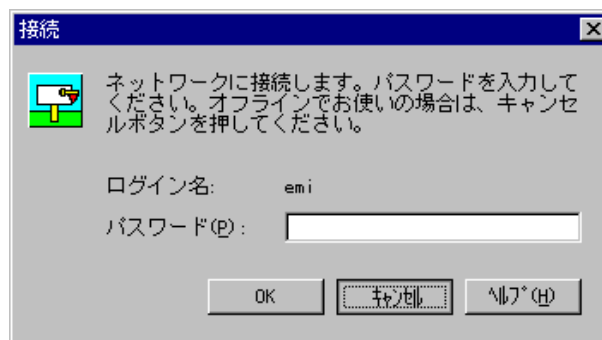 接続
ネットワークに接続します。パスワードを入力して
ください。オフラインでお使いの場合は、キャンセ
ルボタンを押してください。
ログイン名: emi
パスワード(P):
OK ｷｬﾝｾﾙ ﾍﾙﾌﾟ(H)